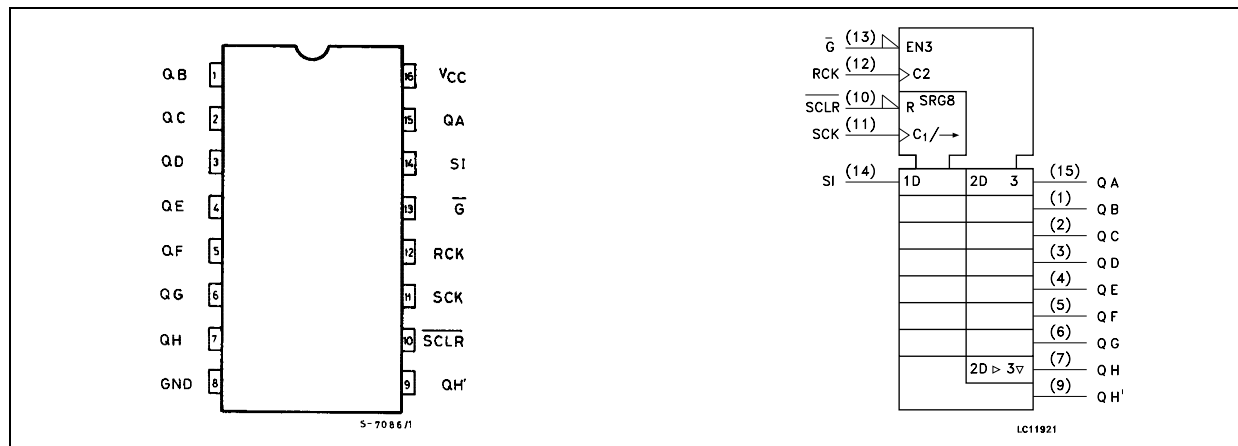 QB 1 16 VCC
QC 2 15 QA
QD 3 14 SI
QE 4 13 G̅
QF 5 12 RCK
QG 6 11 SCK
QH 7 10 S̅C̅L̅R̅
GND 8 9 QH'
S-7086/1
G̅ (13) EN3
RCK (12) C2
S̅C̅L̅R̅ (10) R SRG8
SCK (11) C1/→
SI (14) 1D 2D 3 (15) QA
(1) QB
(2) QC
(3) QD
(4) QE
(5) QF
(6) QG
2D ▷ 3▽ (7) QH
(9) QH'
LC11921